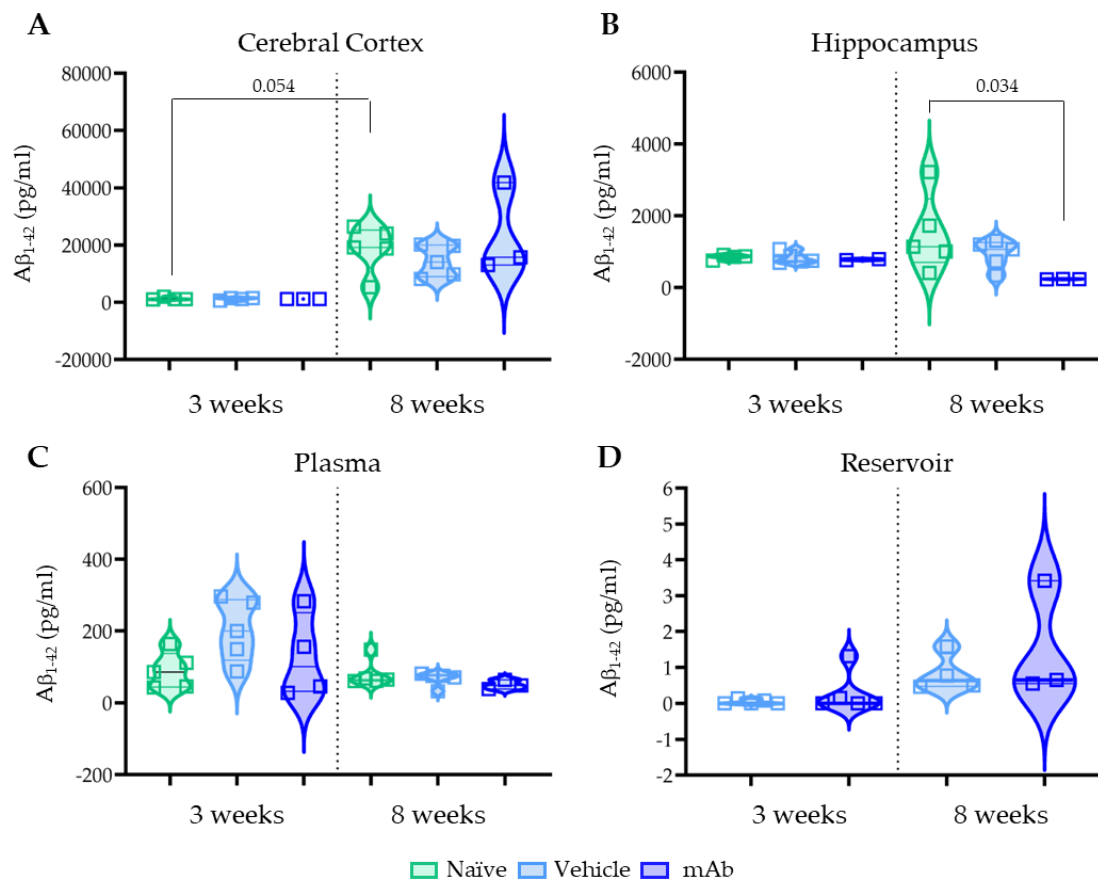 A
Cerebral Cortex
Aβ1-42 (pg/ml)
80000
60000
40000
20000
0
-20000
0.054
3 weeks
8 weeks
B
Hippocampus
Aβ1-42 (pg/ml)
6000
4000
2000
0
-2000
0.034
3 weeks
8 weeks
C
Plasma
Aβ1-42 (pg/ml)
600
400
200
0
-200
3 weeks
8 weeks
D
Reservoir
Aβ1-42 (pg/ml)
6
5
4
3
2
1
0
-1
-2
3 weeks
8 weeks
Naïve Vehicle mAb